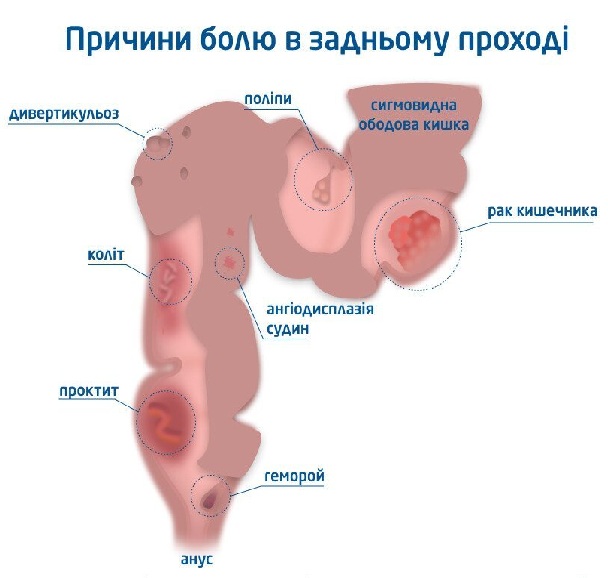 Причини болю в задньому проході
поліпи
сигмовидна
ободова кишка
дивертикульоз
рак кишечника
коліт
ангіодисплазія
судин
проктит
геморой
анус